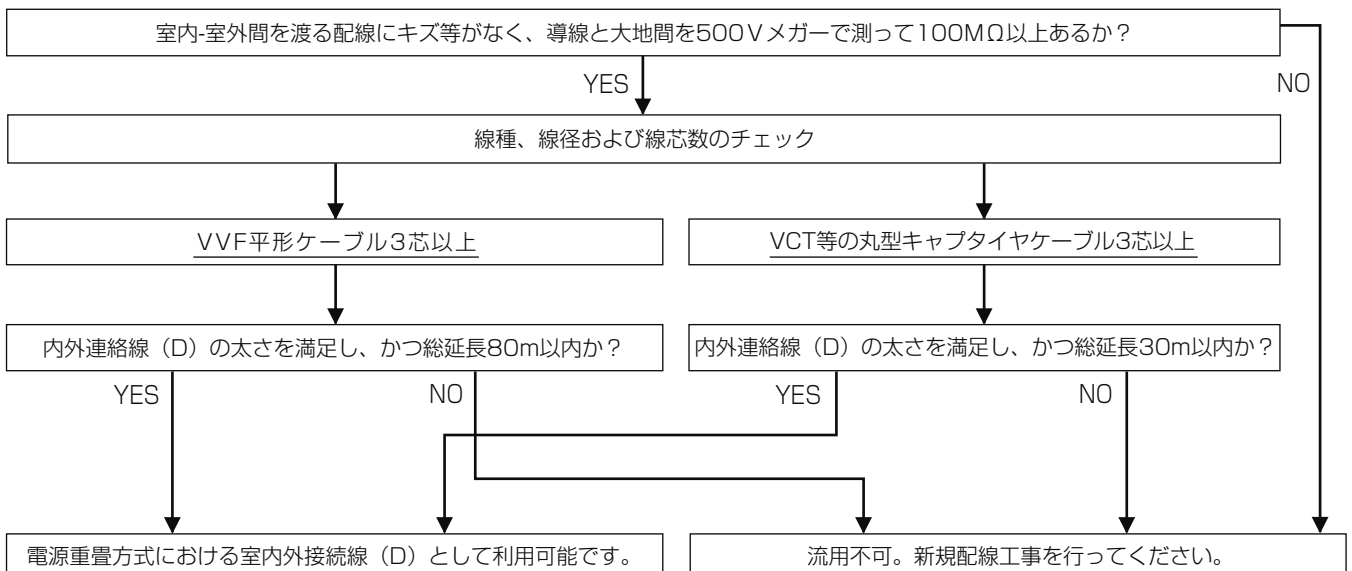 室内-室外間を渡る配線にキズ等がなく、導線と大地間を500Vメガーで測って100MΩ以上あるか？
YES
NO
線種、線径および線芯数のチェック
VVF平形ケーブル3芯以上
VCT等の丸型キャブタイヤケーブル3芯以上
内外連絡線（D）の太さを満足し、かつ総延長80m以内か？
内外連絡線（D）の太さを満足し、かつ総延長30m以内か？
YES
NO
YES
NO
電源重畳方式における室内外接続線（D）として利用可能です。
流用不可。新規配線工事を行ってください。